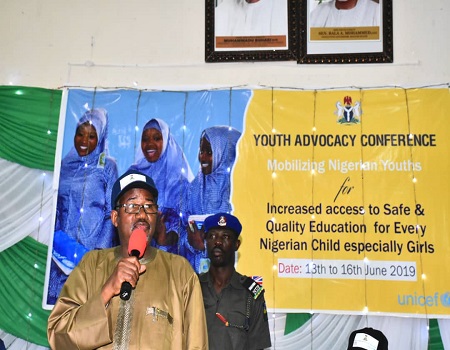 YOUTH ADVOCACY CONFERENCE
Mobilizing Nigerian Youths
for
Increased access to Safe &
Quality Education for Every
Nigerian Child especially Girls
Date: 13th to 16th June 2019
unicef